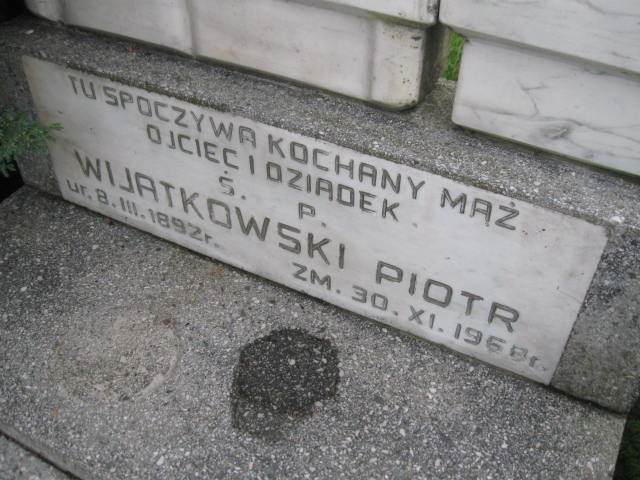 TU SPOCZYWA KOCHANY MĄŻ
OJCIEC I DZIADEK
Ś. P.
WIJATKOWSKI PIOTR
ur. 8. III. 1892r. ZM. 30. XI. 1968r.